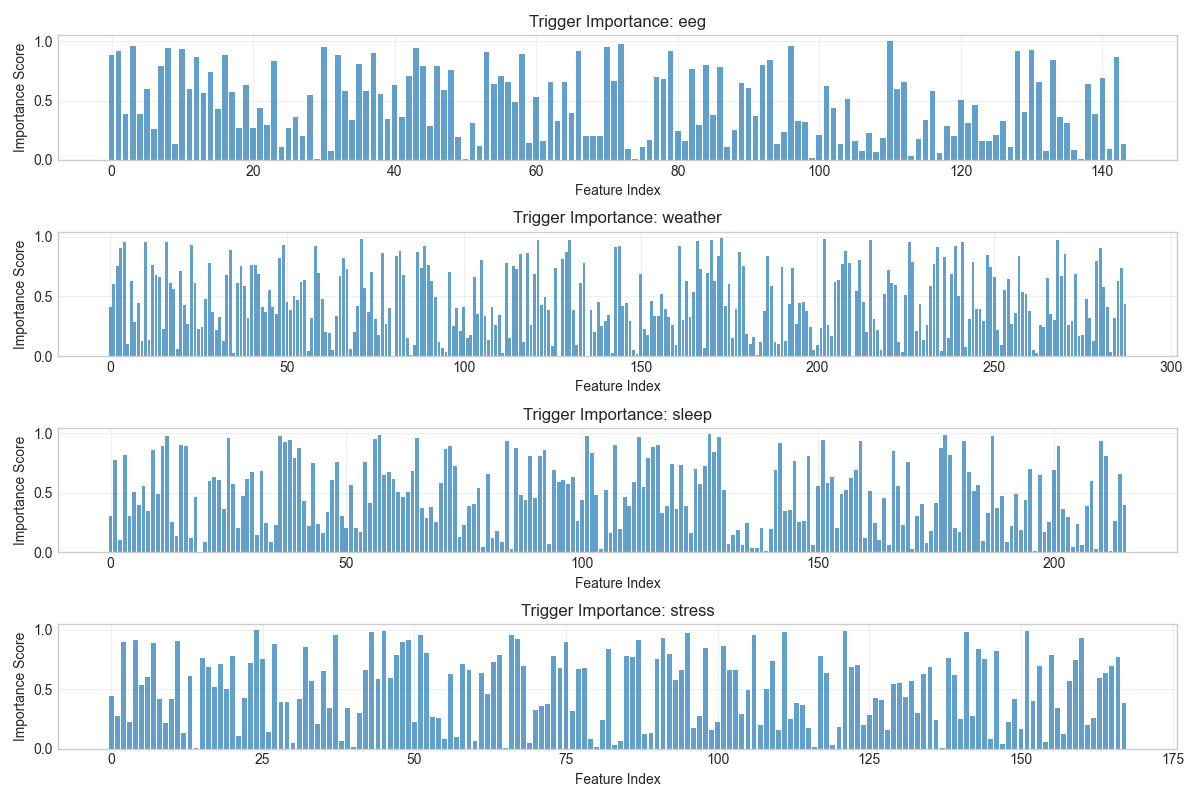 Trigger Importance: eeg
Importance Score
1.0
0.5
0.0
0 20 40 60 80 100 120 140
Feature Index
Trigger Importance: weather
Importance Score
1.0
0.5
0.0
0 50 100 150 200 250 300
Feature Index
Trigger Importance: sleep
Importance Score
1.0
0.5
0.0
0 50 100 150 200
Feature Index
Trigger Importance: stress
Importance Score
1.0
0.5
0.0
0 25 50 75 100 125 150 175
Feature Index